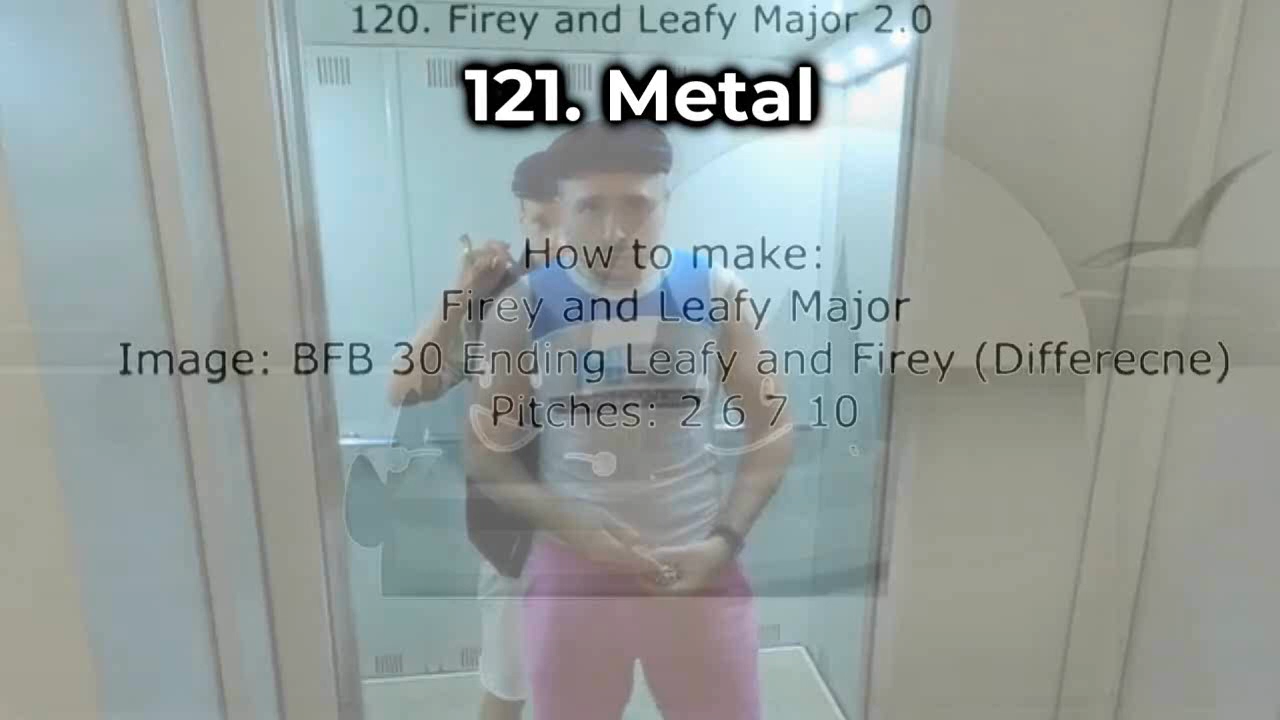 120. Firey and Leafy Major 2.0
121. Metal
How to make:
Firey and Leafy Major
Image: BFB 30 Ending Leafy and Firey (Differecne)
Pitches: 2 6 7 10